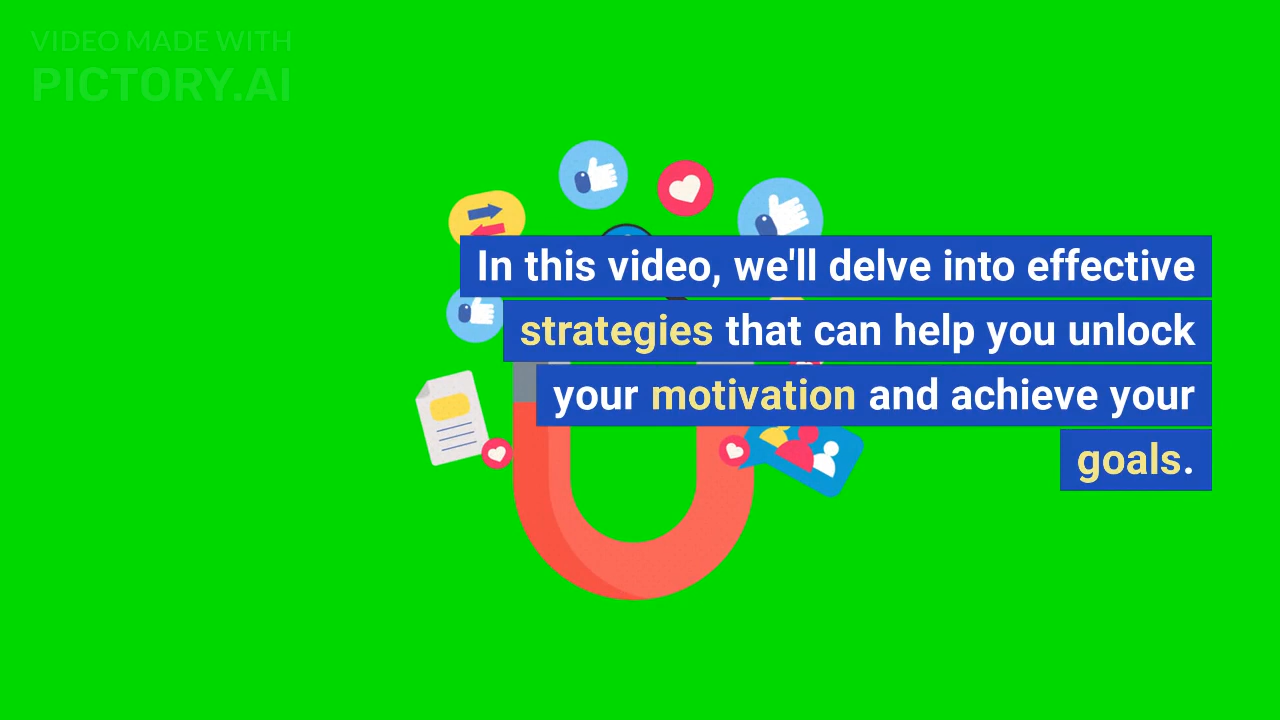 VIDEO MADE WITH
PICTORY.AI
In this video, we'll delve into effective
strategies that can help you unlock
your motivation and achieve your
goals.